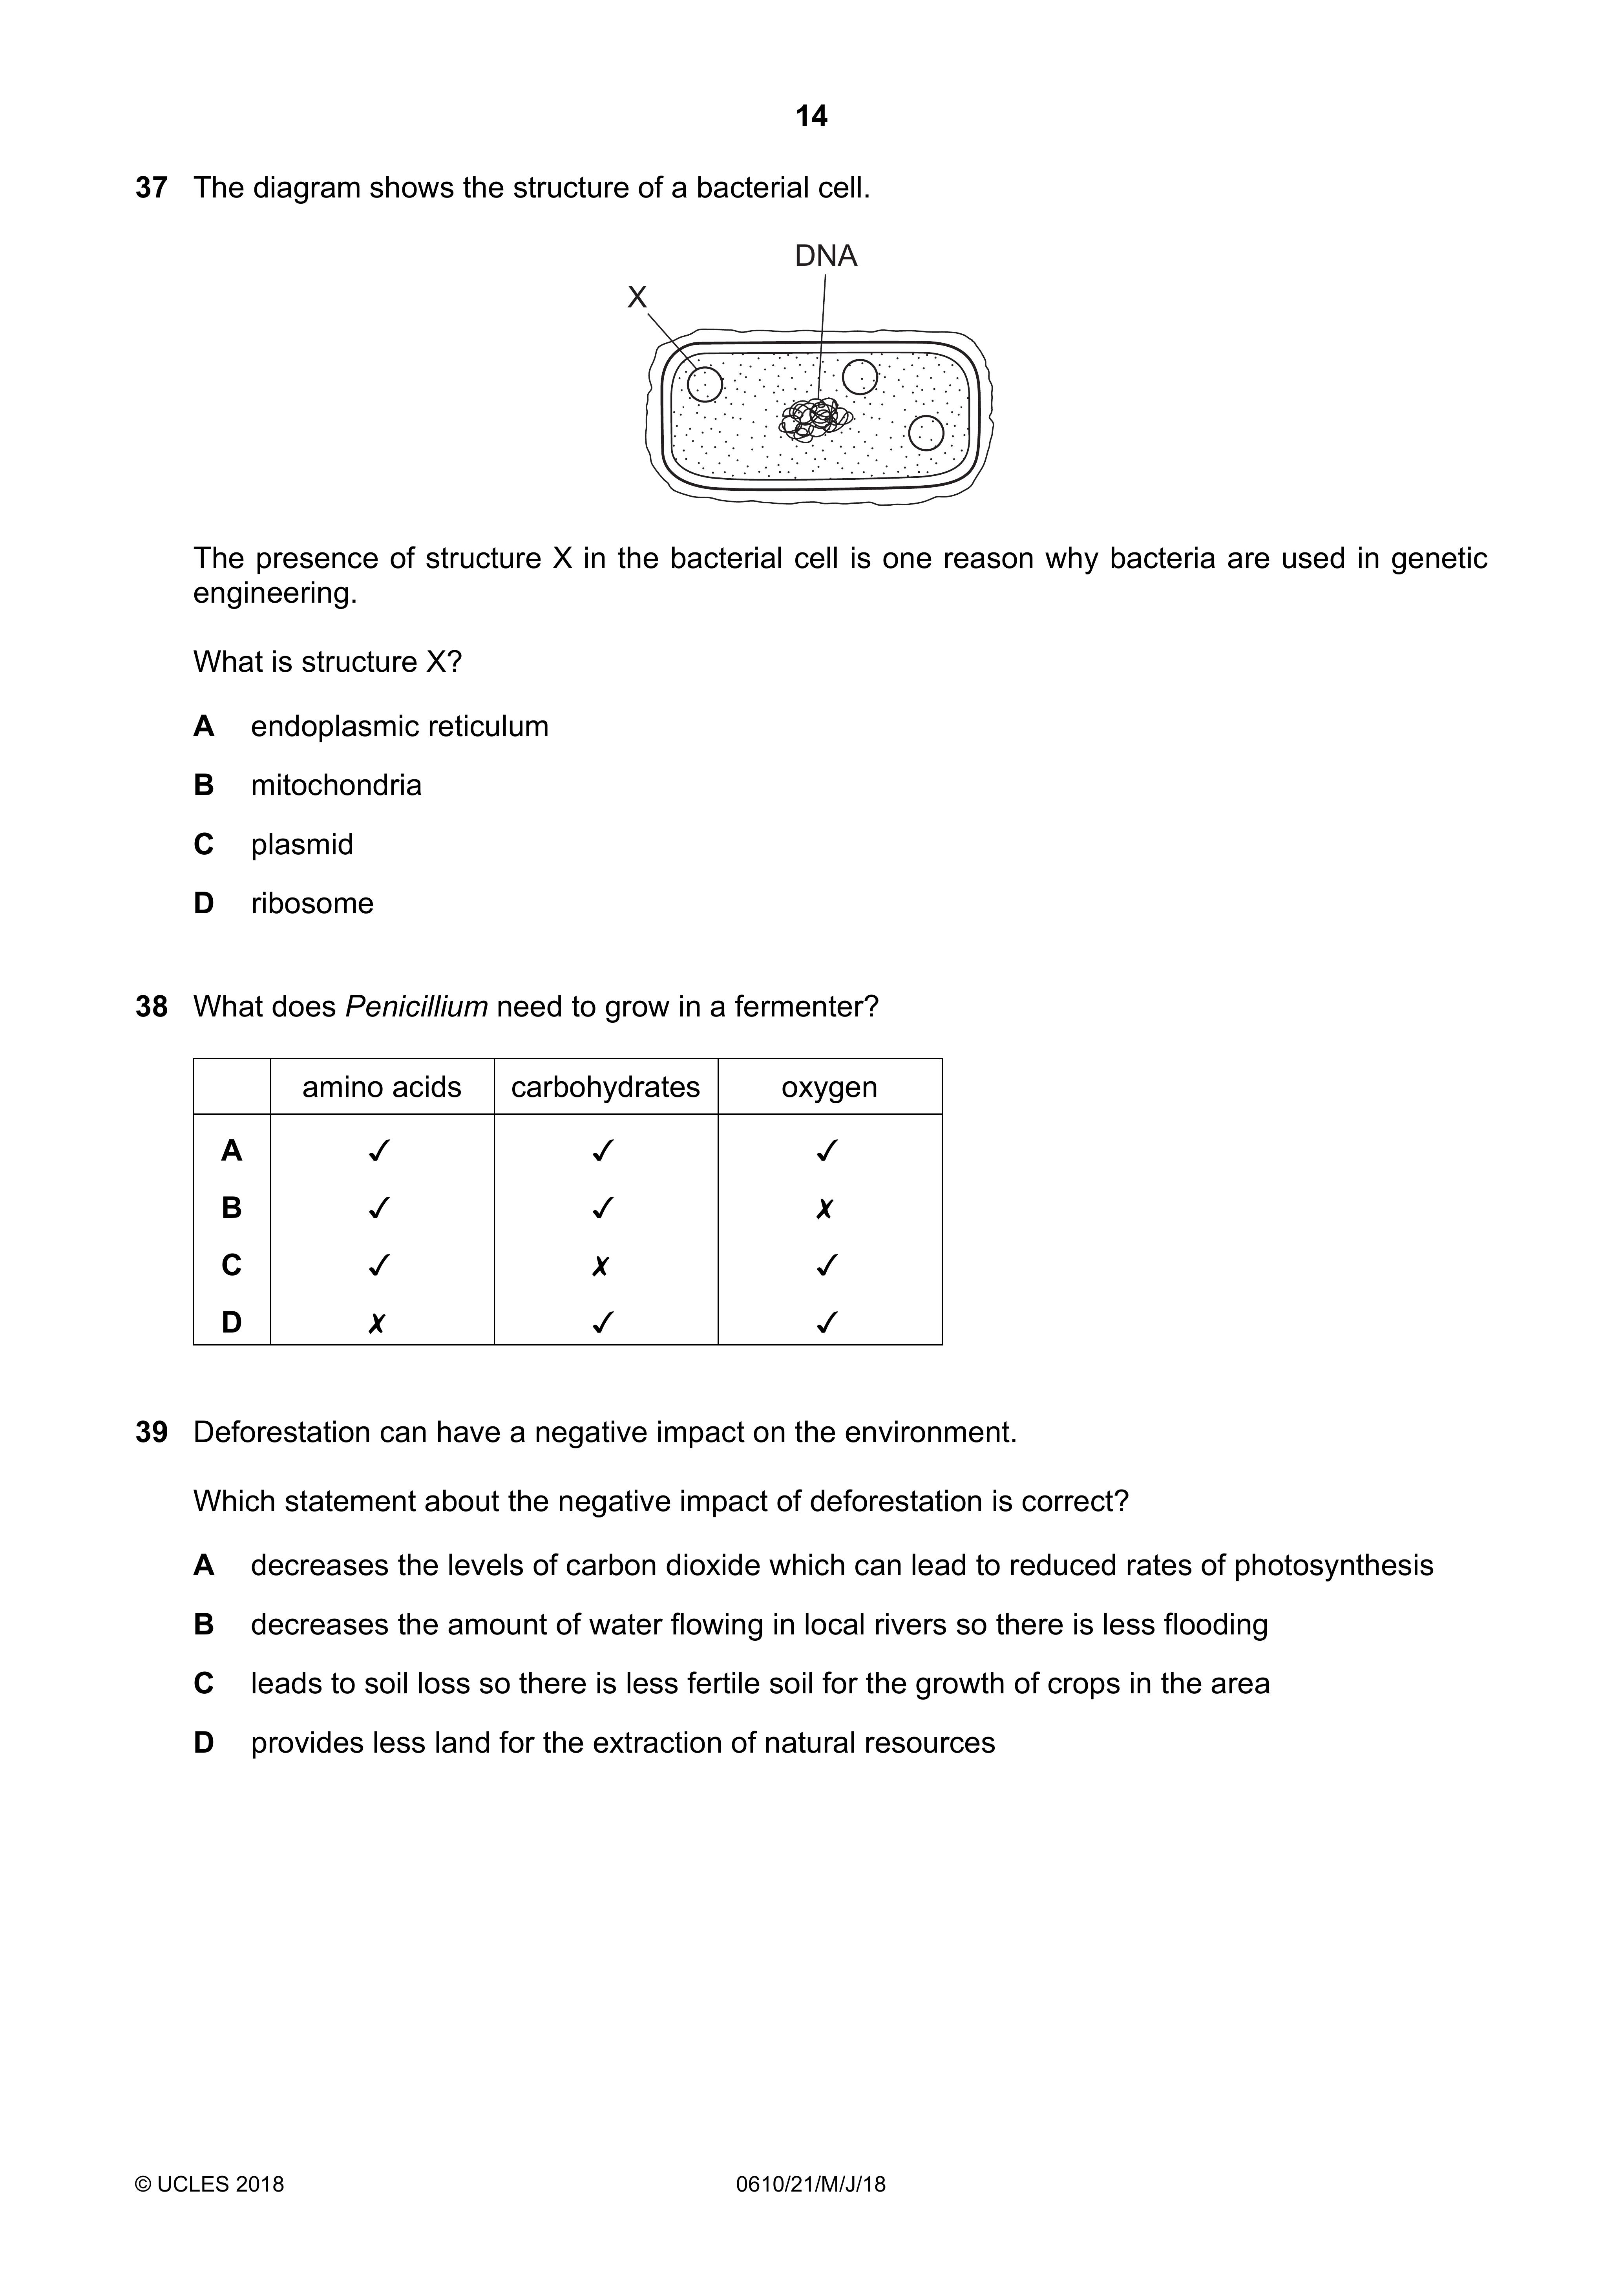 14
37 The diagram shows the structure of a bacterial cell.
DNA
X
The presence of structure X in the bacterial cell is one reason why bacteria are used in genetic
engineering.
What is structure X?
A endoplasmic reticulum
B mitochondria
C plasmid
D ribosome
38 What does Penicillium need to grow in a fermenter?
amino acids carbohydrates oxygen
A ✓ ✓ ✓
B ✓ ✓ ✗
C ✓ ✗ ✓
D ✗ ✓ ✓
39 Deforestation can have a negative impact on the environment.
Which statement about the negative impact of deforestation is correct?
A decreases the levels of carbon dioxide which can lead to reduced rates of photosynthesis
B decreases the amount of water flowing in local rivers so there is less flooding
C leads to soil loss so there is less fertile soil for the growth of crops in the area
D provides less land for the extraction of natural resources
© UCLES 2018 0610/21/M/J/18